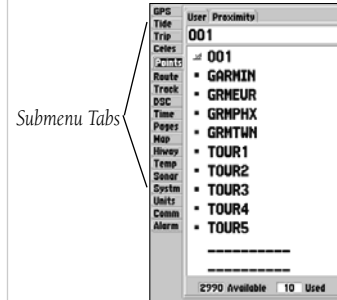 Submenu Tabs
GPS
Tide
Trip
Celes
Points
Route
Track
DSC
Time
Pages
Map
Hiway
Temp
Sonar
Systm
Units
Comm
Alarm
User Proximity
001
001
GARMIN
GRMEUR
GRMPHX
GRMTWN
TOUR1
TOUR2
TOUR3
TOUR4
TOUR5
----------
----------
2990 Available 10 Used